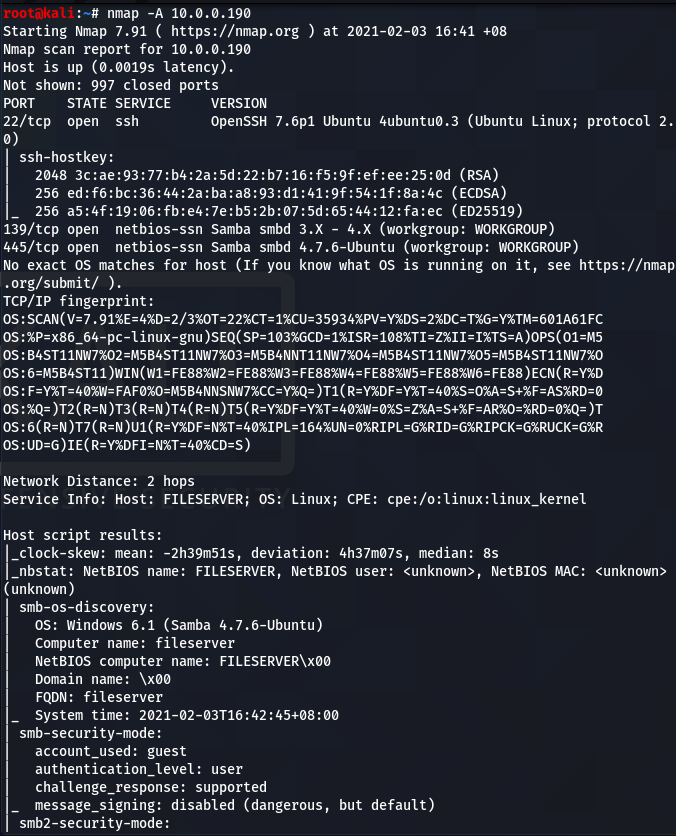 root@kali:~# nmap -A 10.0.0.190
Starting Nmap 7.91 ( https://nmap.org ) at 2021-02-03 16:41 +08
Nmap scan report for 10.0.0.190
Host is up (0.0019s latency).
Not shown: 997 closed ports
PORT    STATE SERVICE     VERSION
22/tcp  open  ssh         OpenSSH 7.6p1 Ubuntu 4ubuntu0.3 (Ubuntu Linux; protocol 2.
0)
| ssh-hostkey:
|   2048 3c:ae:93:77:b4:2a:5d:22:b7:16:f5:9f:ef:ee:25:0d (RSA)
|   256 ed:f6:bc:36:44:2a:ba:a8:93:d1:41:9f:54:1f:8a:4c (ECDSA)
|_  256 a5:4f:19:06:fb:e4:7e:b5:2b:07:5d:65:44:12:fa:ec (ED25519)
139/tcp open  netbios-ssn Samba smbd 3.X - 4.X (workgroup: WORKGROUP)
445/tcp open  netbios-ssn Samba smbd 4.7.6-Ubuntu (workgroup: WORKGROUP)
No exact OS matches for host (If you know what OS is running on it, see https://nmap
.org/submit/ ).
TCP/IP fingerprint:
OS:SCAN(V=7.91%E=4%D=2/3%OT=22%CT=1%CU=35934%PV=Y%DS=2%DC=T%G=Y%TM=601A61FC
OS:%P=x86_64-pc-linux-gnu)SEQ(SP=103%GCD=1%ISR=108%TI=Z%II=I%TS=A)OPS(O1=M5
OS:B4ST11NW7%O2=M5B4ST11NW7%O3=M5B4NNT11NW7%O4=M5B4ST11NW7%O5=M5B4ST11NW7%O
OS:6=M5B4ST11)WIN(W1=FE88%W2=FE88%W3=FE88%W4=FE88%W5=FE88%W6=FE88)ECN(R=Y%D
OS:F=Y%T=40%W=FAF0%O=M5B4NNSNW7%CC=Y%Q=)T1(R=Y%DF=Y%T=40%S=O%A=S+%F=AS%RD=0
OS:%Q=)T2(R=N)T3(R=N)T4(R=N)T5(R=Y%DF=Y%T=40%W=0%S=Z%A=S+%F=AR%O=%RD=0%Q=)T
OS:6(R=N)T7(R=N)U1(R=Y%DF=N%T=40%IPL=164%UN=0%RIPL=G%RID=G%RIPCK=G%RUCK=G%R
OS:UD=G)IE(R=Y%DFI=N%T=40%CD=S)
Network Distance: 2 hops
Service Info: Host: FILESERVER; OS: Linux; CPE: cpe:/o:linux:linux_kernel
Host script results:
|_clock-skew: mean: -2h39m51s, deviation: 4h37m07s, median: 8s
|_nbstat: NetBIOS name: FILESERVER, NetBIOS user: <unknown>, NetBIOS MAC: <unknown>
(unknown)
| smb-os-discovery:
|   OS: Windows 6.1 (Samba 4.7.6-Ubuntu)
|   Computer name: fileserver
|   NetBIOS computer name: FILESERVER\x00
|   Domain name: \x00
|   FQDN: fileserver
|_  System time: 2021-02-03T16:42:45+08:00
| smb-security-mode:
|   account_used: guest
|   authentication_level: user
|   challenge_response: supported
|_  message_signing: disabled (dangerous, but default)
| smb2-security-mode: